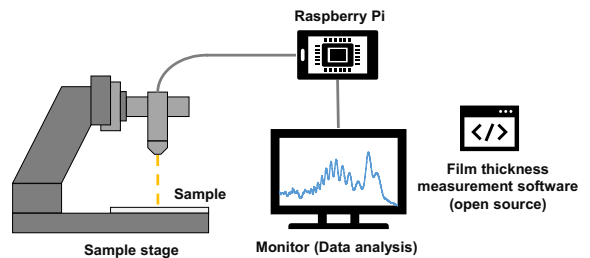 Raspberry Pi
</>
Film thickness
measurement software
(open source)
Sample
Sample stage
Monitor (Data analysis)